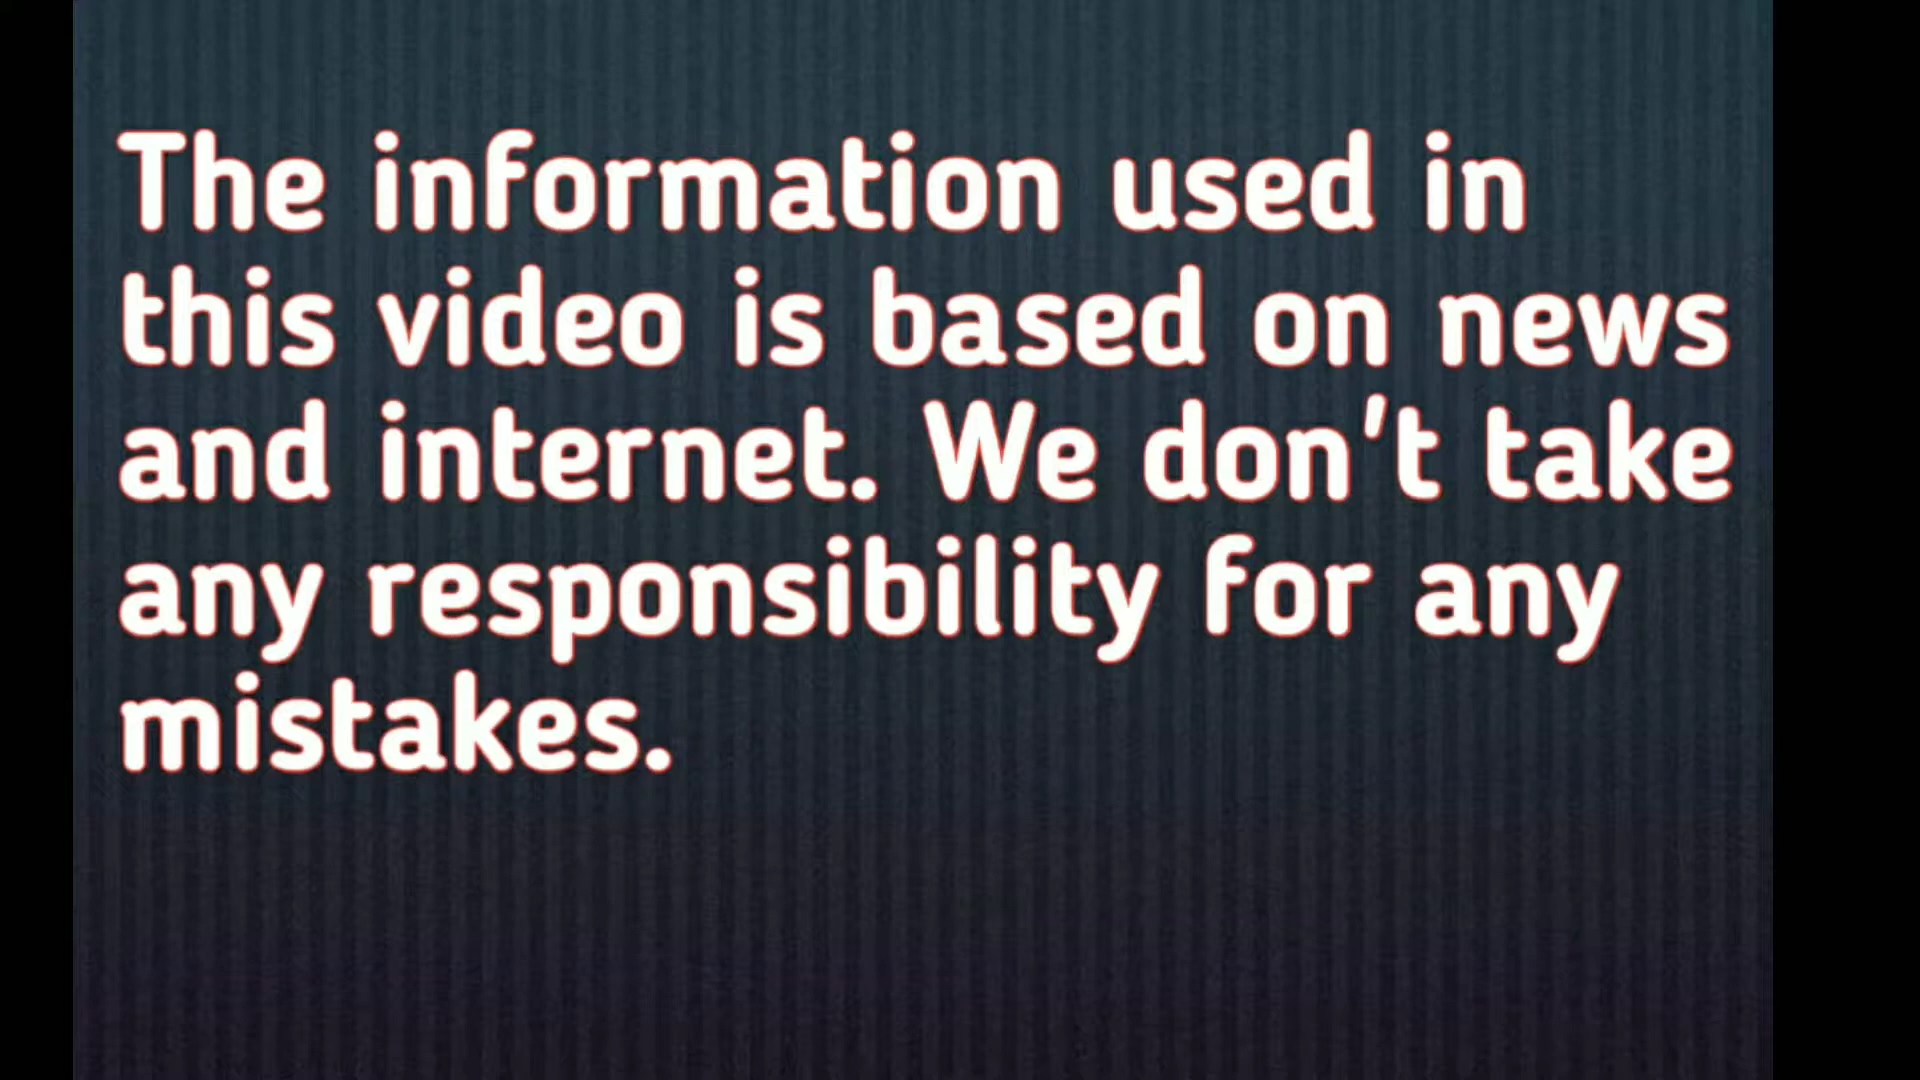 The information used in
this video is based on news
and internet. We don't take
any responsibility for any
mistakes.